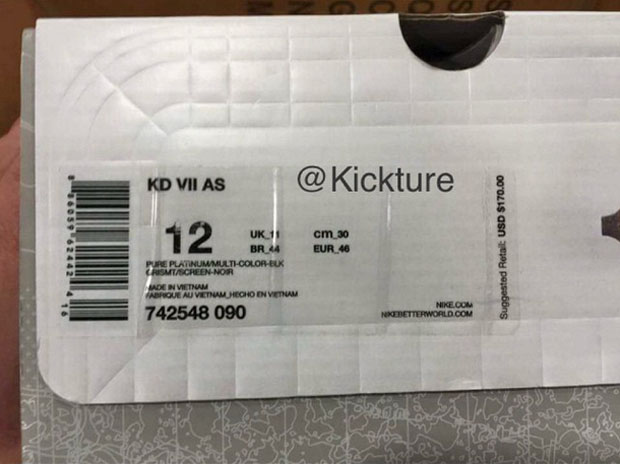 @Kickture
KD VII AS
12
UK_11
BR_44
cm_30
EUR_46
PURE PLATINUM/MULTI-COLOR-BLK
GRISMT/SCREEN-NOIR
MADE IN VIETNAM
FABRIQUE AU VIETNAM_HECHO EN VIETNAM
742548 090
NIKE.COM
NIKEBETTERWORLD.COM
Suggested Retail: USD $170.00